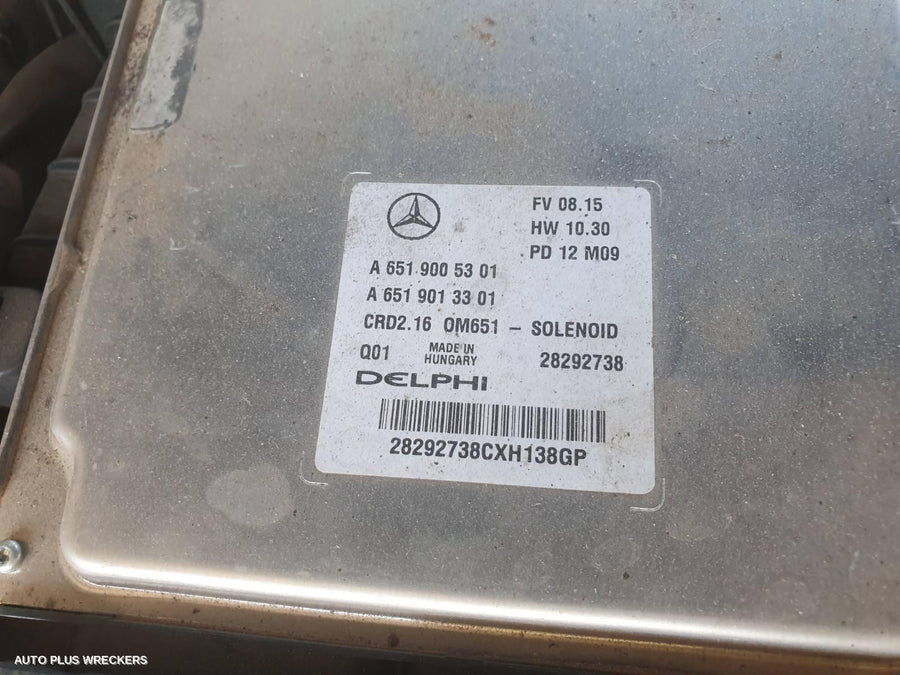 FV 08.15
HW 10.30
PD 12 M09
A 651 900 53 01
A 651 901 33 01
CRD2.16 OM651 - SOLENOID
Q01 MADE IN HUNGARY 28292738
DELPHI
28292738CXH138GP
AUTO PLUS WRECKERS